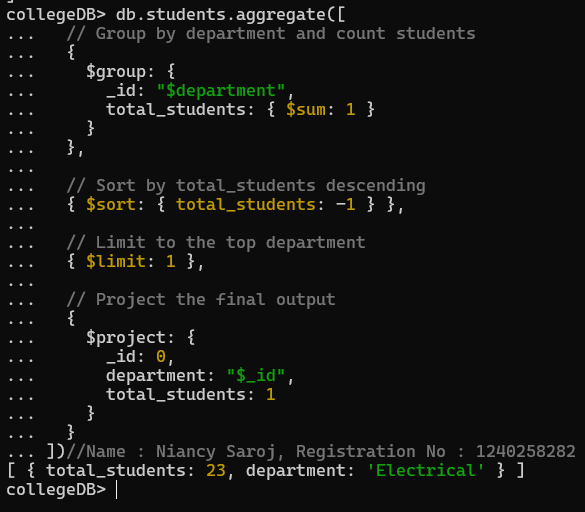 ]
collegeDB> db.students.aggregate([
...   // Group by department and count students
...   {
...     $group: {
...       _id: "$department",
...       total_students: { $sum: 1 }
...     }
...   },
...
...   // Sort by total_students descending
...   { $sort: { total_students: -1 } },
...
...   // Limit to the top department
...   { $limit: 1 },
...
...   // Project the final output
...   {
...     $project: {
...       _id: 0,
...       department: "$_id",
...       total_students: 1
...     }
...   }
... ])//Name : Niancy Saroj, Registration No : 1240258282
[ { total_students: 23, department: 'Electrical' } ]
collegeDB>